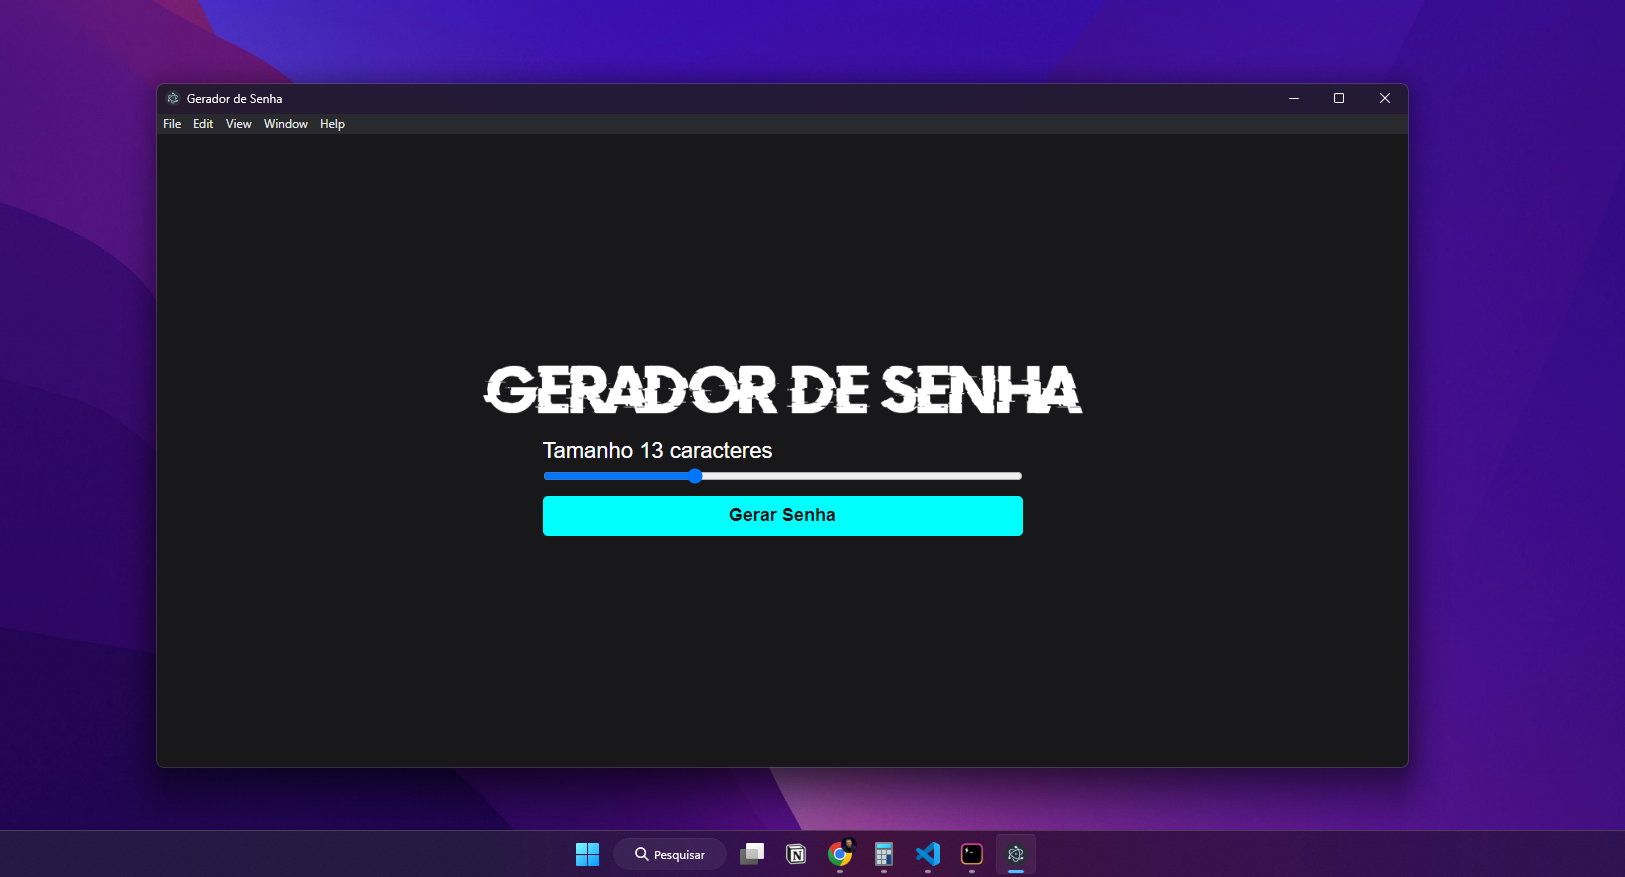 Gerador de Senha
File Edit View Window Help
GERADOR DE SENHA
Tamanho 13 caracteres
Gerar Senha
Pesquisar